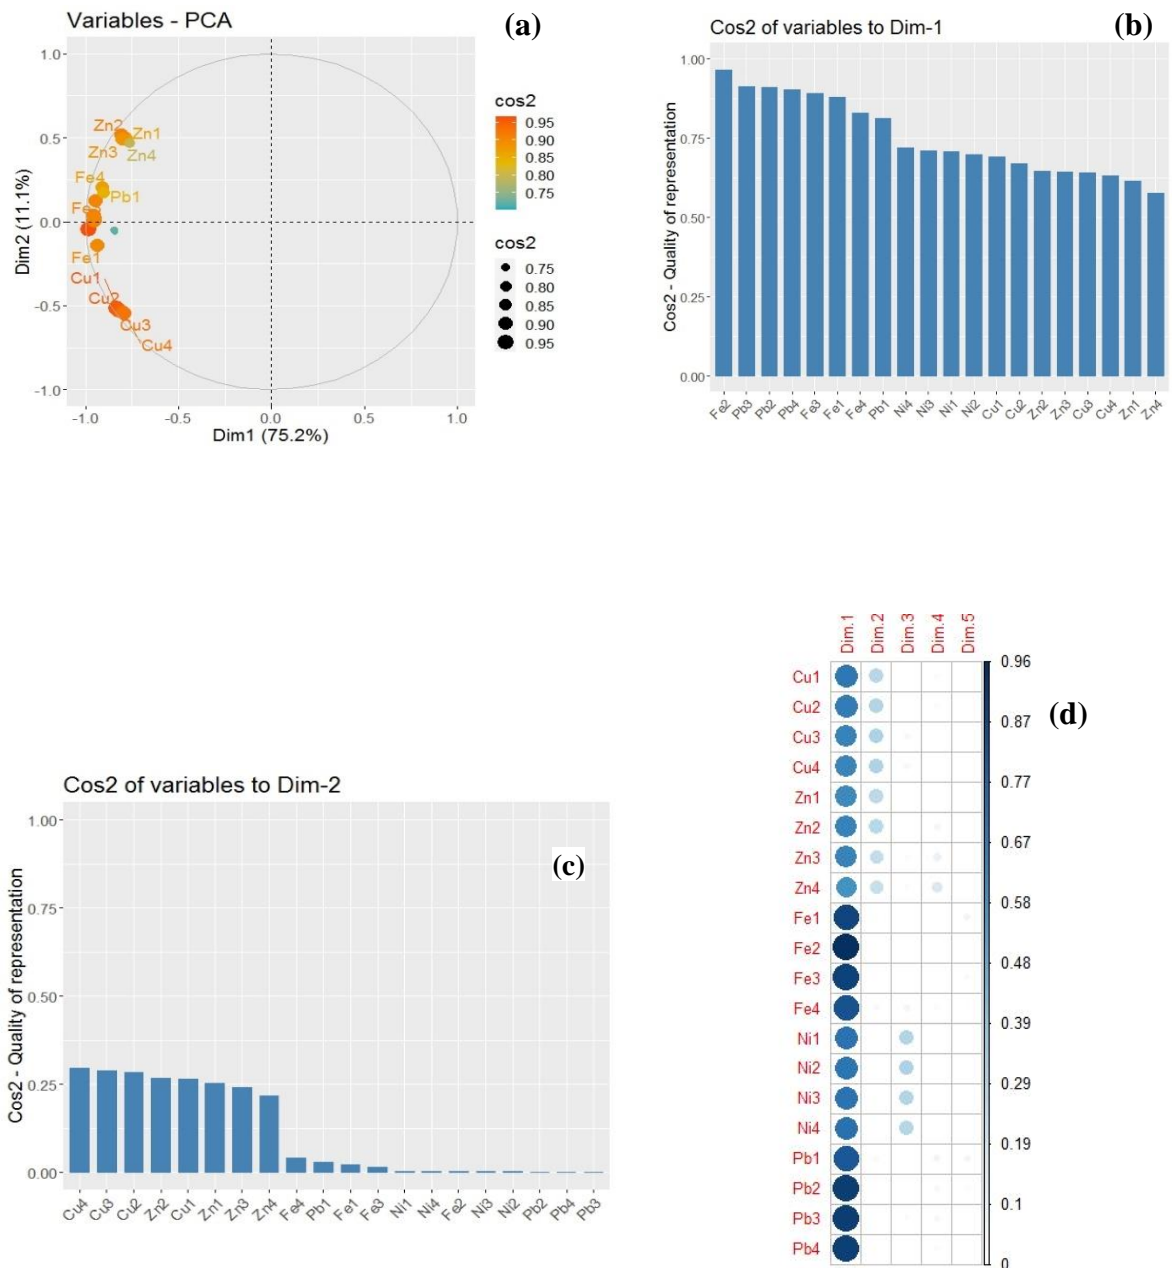 Variables - PCA
(a)
1.0
0.5
0.0
-0.5
-1.0
Dim2 (11.1%)
Zn2
Zn1
Zn3
Zn4
Fe4
Pb1
Fe1
Cu1
Cu2
Cu3
Cu4
-1.0 -0.5 0.0 0.5 1.0
Dim1 (75.2%)
cos2
0.95
0.90
0.85
0.80
0.75
cos2
0.75
0.80
0.85
0.90
0.95
(b)
Cos2 of variables to Dim-1
1.00
0.75
0.50
0.25
0.00
Cos2 - Quality of representation
Fe2 Pb3 Pb2 Pb4 Fe3 Fe1 Fe4 Pb1 Ni4 Ni3 Ni1 Ni2 Cu1 Cu2 Zn2 Zn3 Cu3 Cu4 Zn1 Zn4
Cos2 of variables to Dim-2
(c)
1.00
0.75
0.50
0.25
0.00
Cos2 - Quality of representation
Cu4 Cu3 Cu2 Zn2 Cu1 Zn1 Zn3 Zn4 Fe4 Pb1 Fe1 Fe3 Ni1 Ni4 Fe2 Ni3 Ni2 Pb2 Pb4 Pb3
Dim.1 Dim.2 Dim.3 Dim.4 Dim.5
Cu1
Cu2
Cu3
Cu4
Zn1
Zn2
Zn3
Zn4
Fe1
Fe2
Fe3
Fe4
Ni1
Ni2
Ni3
Ni4
Pb1
Pb2
Pb3
Pb4
0.96
0.87
0.77
0.67
0.58
0.48
0.39
0.29
0.19
0.1
0
(d)